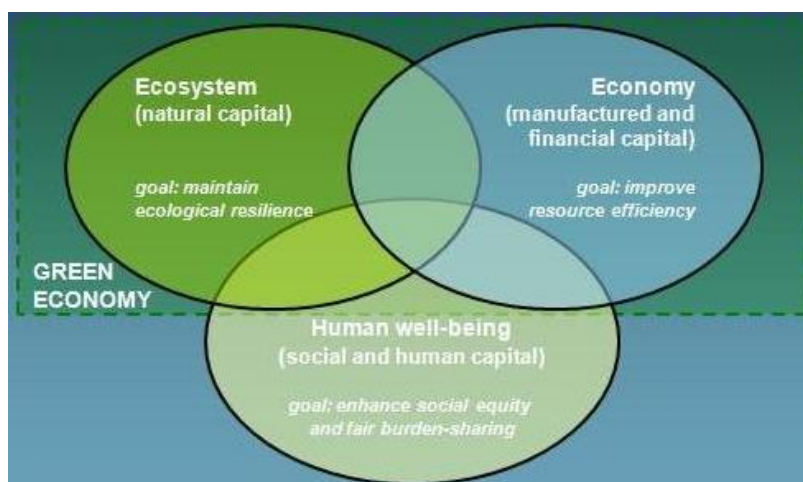 Ecosystem
(natural capital)
goal: maintain
ecological resilience
Economy
(manufactured and
financial capital)
goal: improve
resource efficiency
GREEN
ECONOMY
Human well-being
(social and human capital)
goal: enhance social equity
and fair burden-sharing